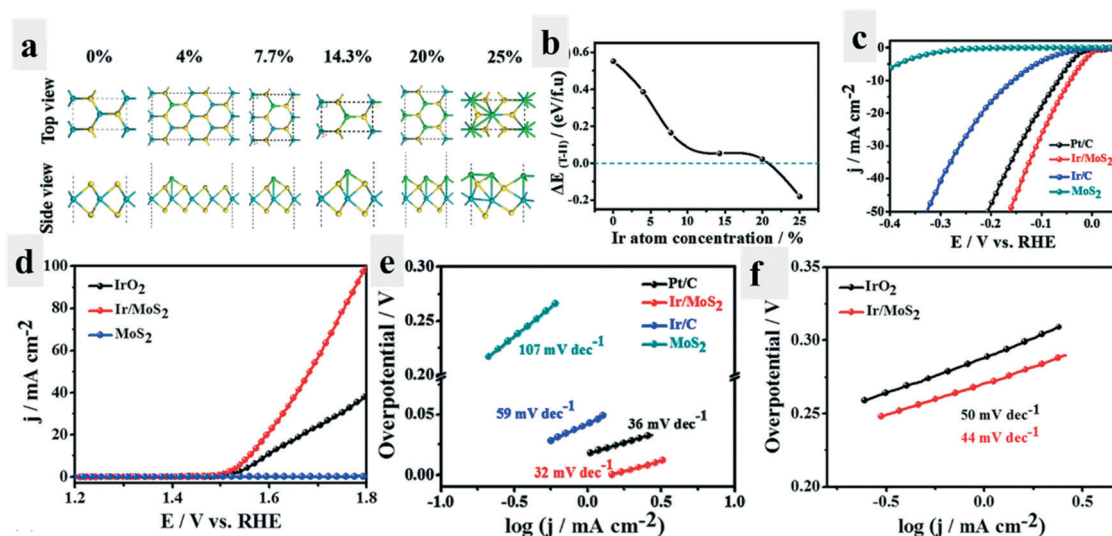 a
0% 4% 7.7% 14.3% 20% 25%
Top view
Side view
b
ΔE (T-H) / (eV/f.u)
0.6
0.4
0.2
0.0
-0.2
0 5 10 15 20 25
Ir atom concentration / %
c
j / mA cm-2
0
-10
-20
-30
-40
-50
Pt/C
Ir/MoS2
Ir/C
MoS2
-0.4 -0.3 -0.2 -0.1 0.0
E / V vs. RHE
d
j / mA cm-2
100
80
60
40
20
0
IrO2
Ir/MoS2
MoS2
1.2 1.4 1.6 1.8
E / V vs. RHE
e
Overpotential / V
0.30
0.25
0.20
0.05
0.00
Pt/C
Ir/MoS2
Ir/C
MoS2
107 mV dec-1
59 mV dec-1
36 mV dec-1
32 mV dec-1
-1.0 -0.5 0.0 0.5 1.0
log (j / mA cm-2)
f
Overpotential / V
0.35
0.30
0.25
0.20
IrO2
Ir/MoS2
50 mV dec-1
44 mV dec-1
-0.5 0.0 0.5
log (j / mA cm-2)